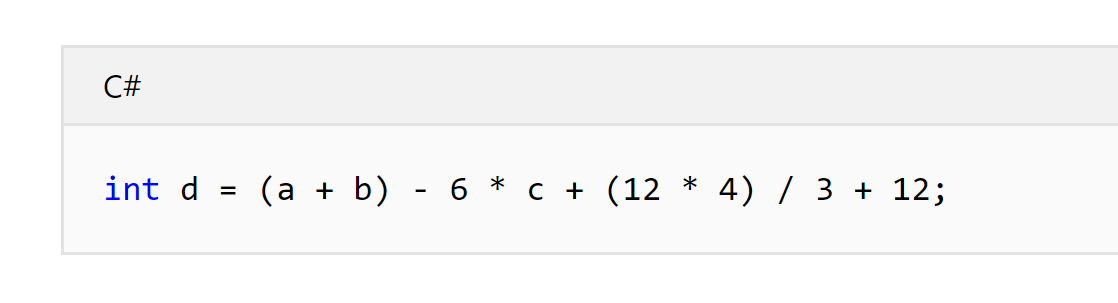 C#
int d = (a + b) - 6 * c + (12 * 4) / 3 + 12;